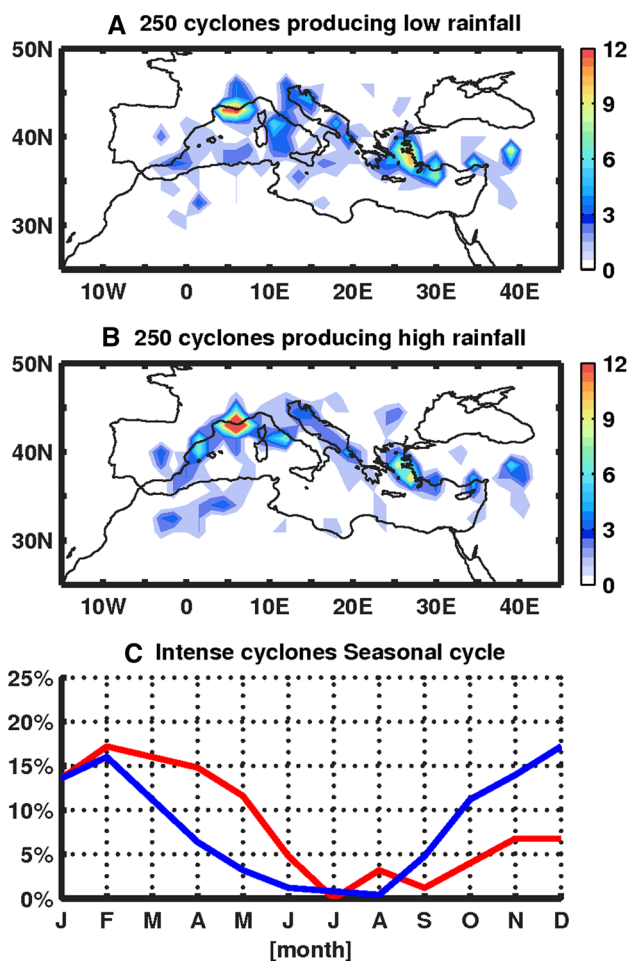 A 250 cyclones producing low rainfall
50N
40N
30N
10W 0 10E 20E 30E 40E
12
9
6
3
0
B 250 cyclones producing high rainfall
50N
40N
30N
10W 0 10E 20E 30E 40E
12
9
6
3
0
C Intense cyclones Seasonal cycle
25%
20%
15%
10%
5%
0%
J F M A M J J A S O N D
[month]